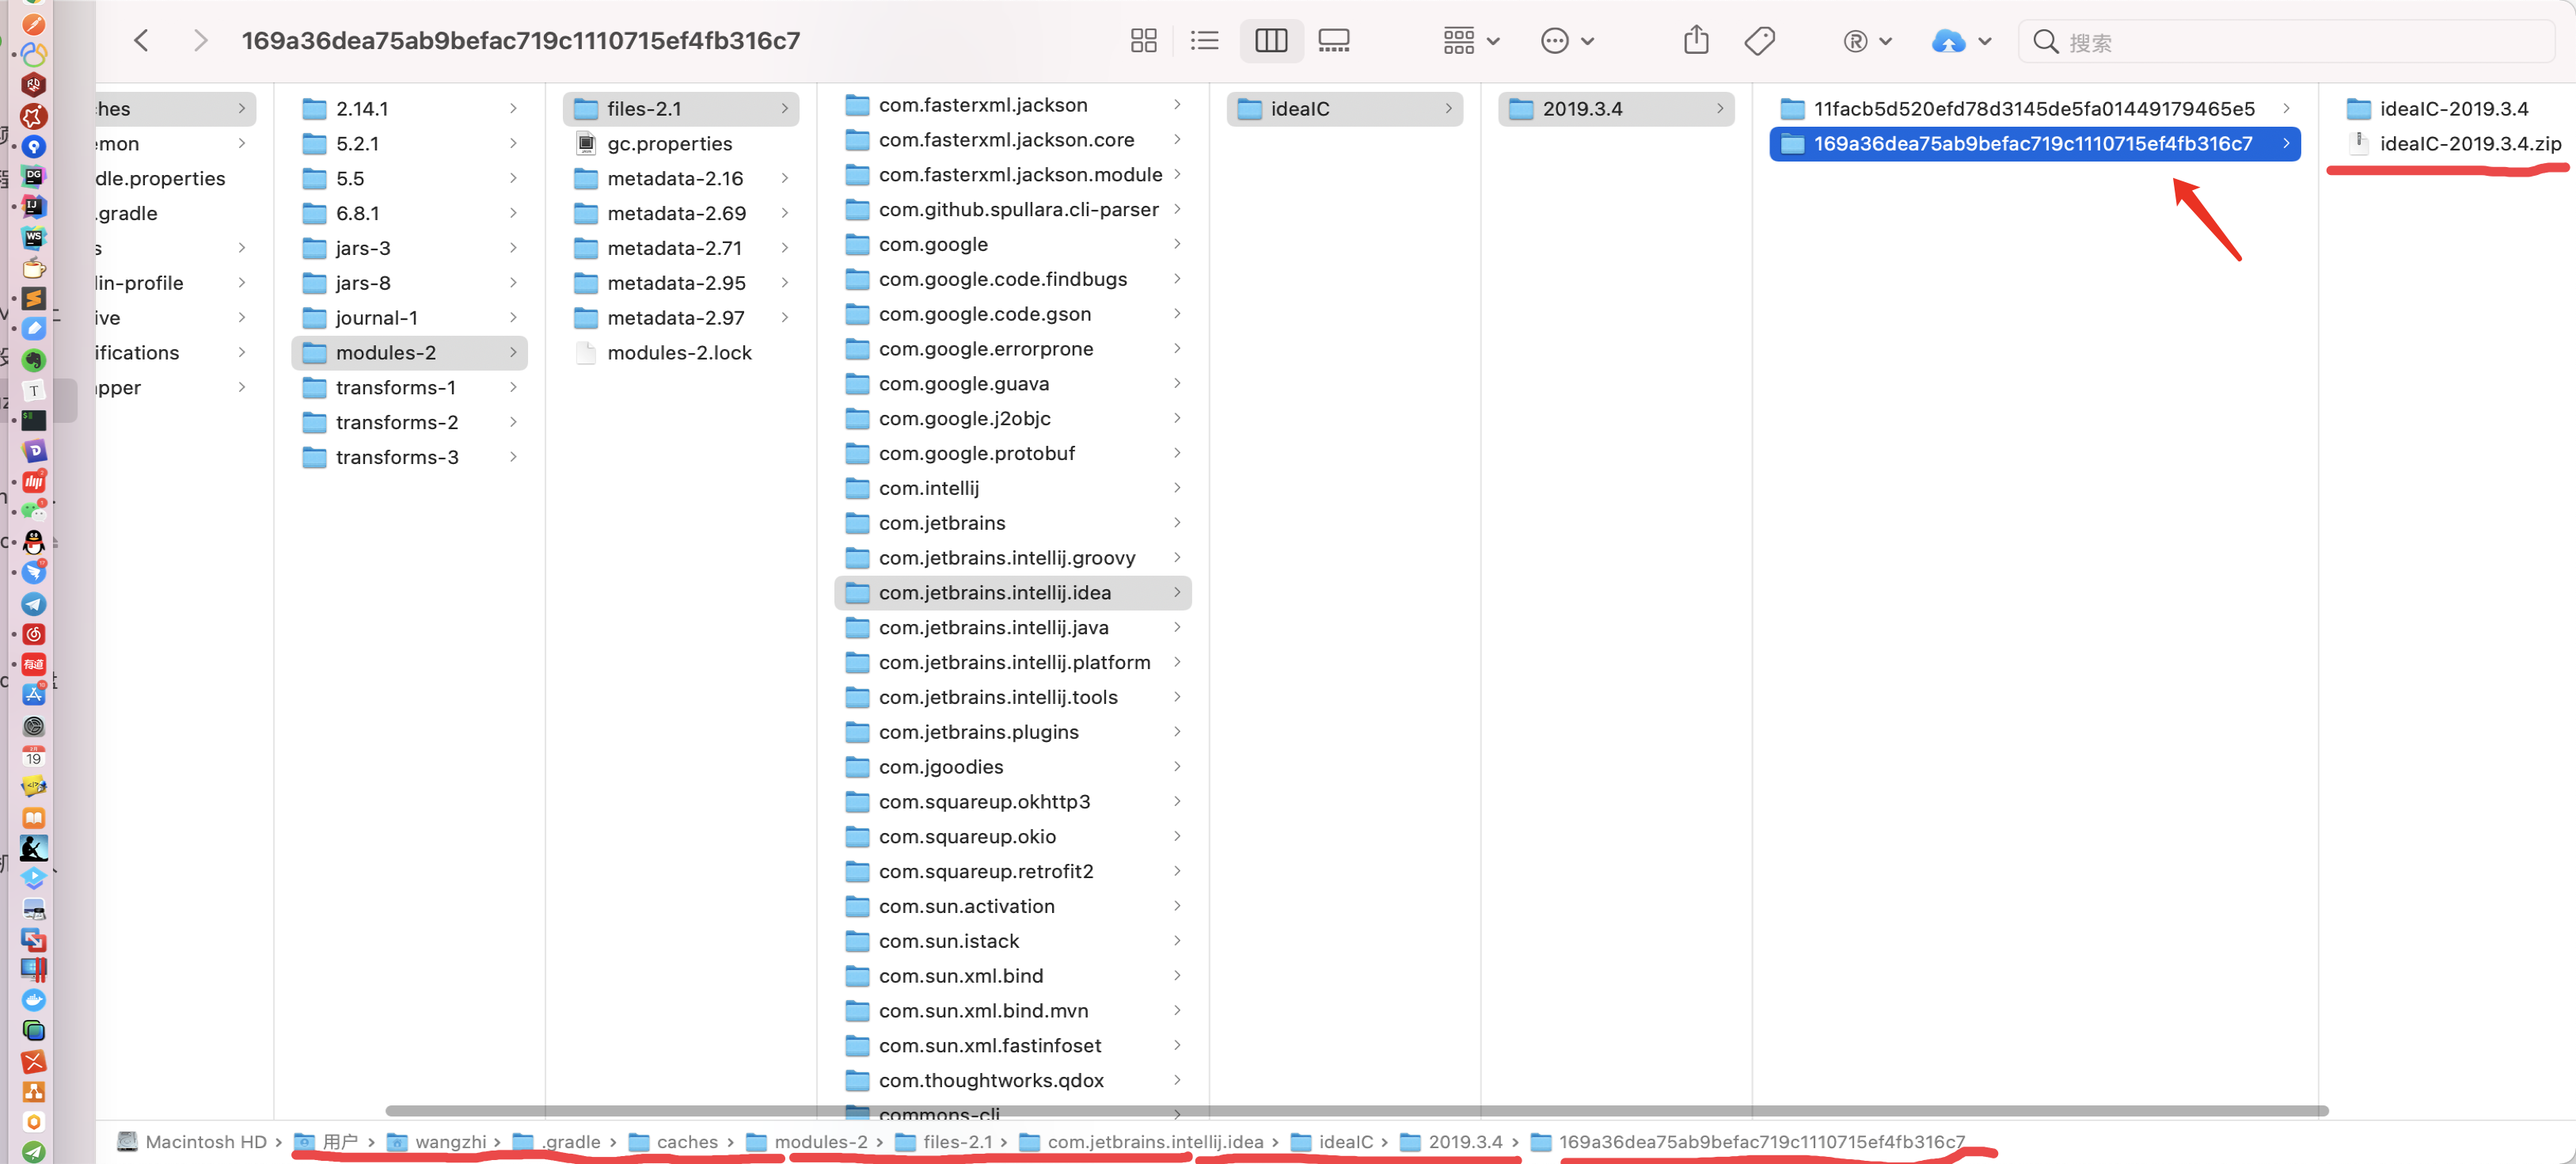 169a36dea75ab9befac719c1110715ef4fb316c7
搜索
ches
emon
dle.properties
.gradle
s
lin-profile
ive
ifications
apper
2.14.1
5.2.1
5.5
6.8.1
jars-3
jars-8
journal-1
modules-2
transforms-1
transforms-2
transforms-3
files-2.1
gc.properties
metadata-2.16
metadata-2.69
metadata-2.71
metadata-2.95
metadata-2.97
modules-2.lock
com.fasterxml.jackson
com.fasterxml.jackson.core
com.fasterxml.jackson.module
com.github.spullara.cli-parser
com.google
com.google.code.findbugs
com.google.code.gson
com.google.errorprone
com.google.guava
com.google.j2objc
com.google.protobuf
com.intellij
com.jetbrains
com.jetbrains.intellij.groovy
com.jetbrains.intellij.idea
com.jetbrains.intellij.java
com.jetbrains.intellij.platform
com.jetbrains.intellij.tools
com.jetbrains.plugins
com.jgoodies
com.squareup.okhttp3
com.squareup.okio
com.squareup.retrofit2
com.sun.activation
com.sun.istack
com.sun.xml.bind
com.sun.xml.bind.mvn
com.sun.xml.fastinfoset
com.thoughtworks.qdox
commons-cli
ideaIC
2019.3.4
11facb5d520efd78d3145de5fa01449179465e5
169a36dea75ab9befac719c1110715ef4fb316c7
ideaIC-2019.3.4
ideaIC-2019.3.4.zip
Macintosh HD › 用户 › wangzhi › .gradle › caches › modules-2 › files-2.1 › com.jetbrains.intellij.idea › ideaIC › 2019.3.4 › 169a36dea75ab9befac719c1110715ef4fb316c7